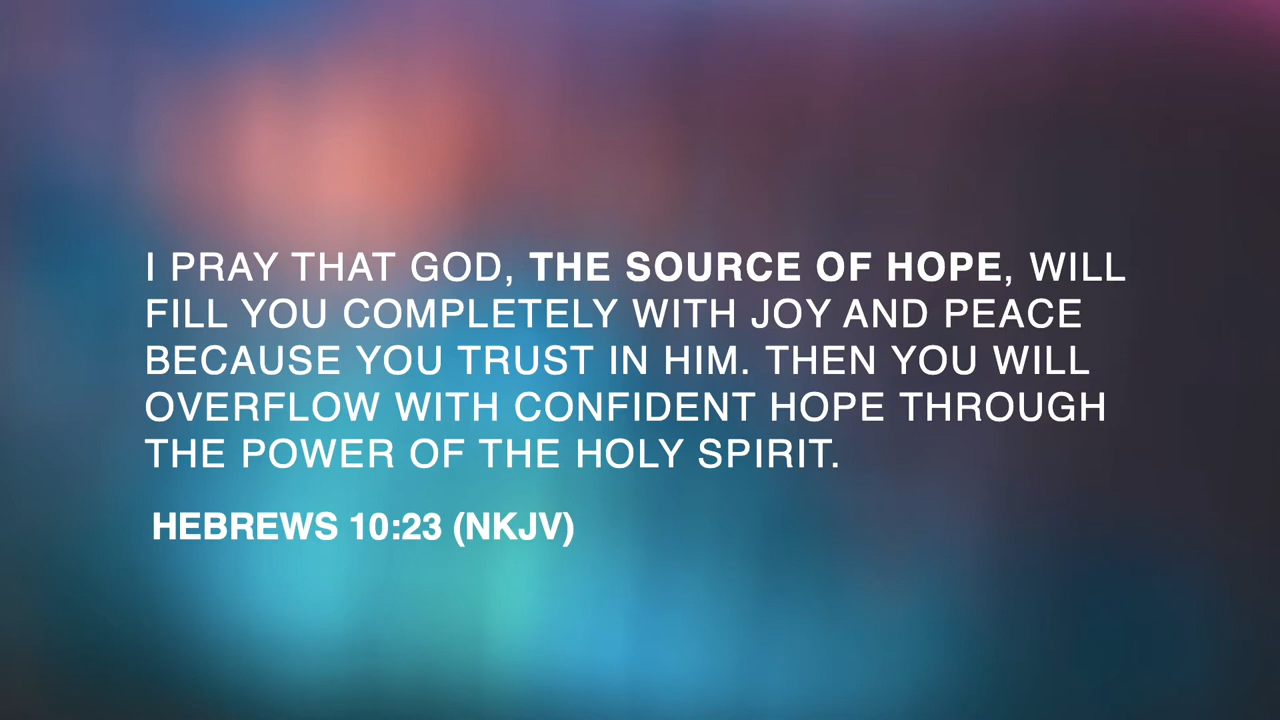 I PRAY THAT GOD, THE SOURCE OF HOPE, WILL
FILL YOU COMPLETELY WITH JOY AND PEACE
BECAUSE YOU TRUST IN HIM. THEN YOU WILL
OVERFLOW WITH CONFIDENT HOPE THROUGH
THE POWER OF THE HOLY SPIRIT.
HEBREWS 10:23 (NKJV)